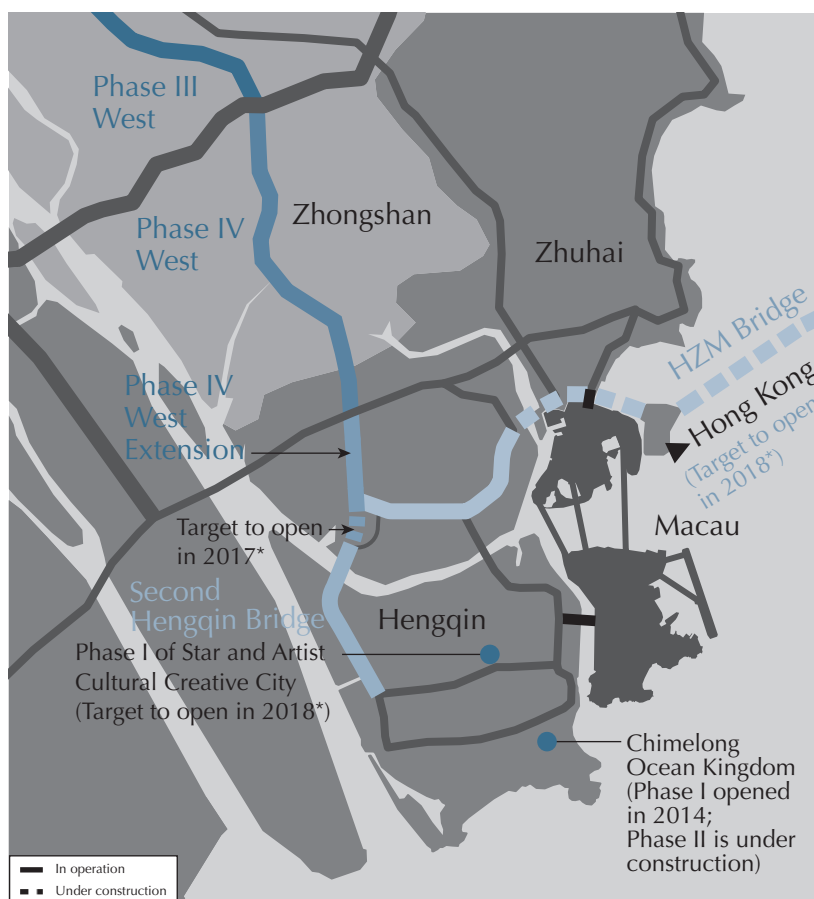 Phase III
West
Zhongshan
Phase IV
West
Zhuhai
HZM Bridge
Hong Kong
(Target to open
in 2018*)
Phase IV
West
Extension
Macau
Target to open
in 2017*
Second
Hengqin Bridge
Hengqin
Phase I of Star and Artist
Cultural Creative City
(Target to open in 2018*)
Chimelong
Ocean Kingdom
(Phase I opened
in 2014;
Phase II is under
construction)
In operation
Under construction